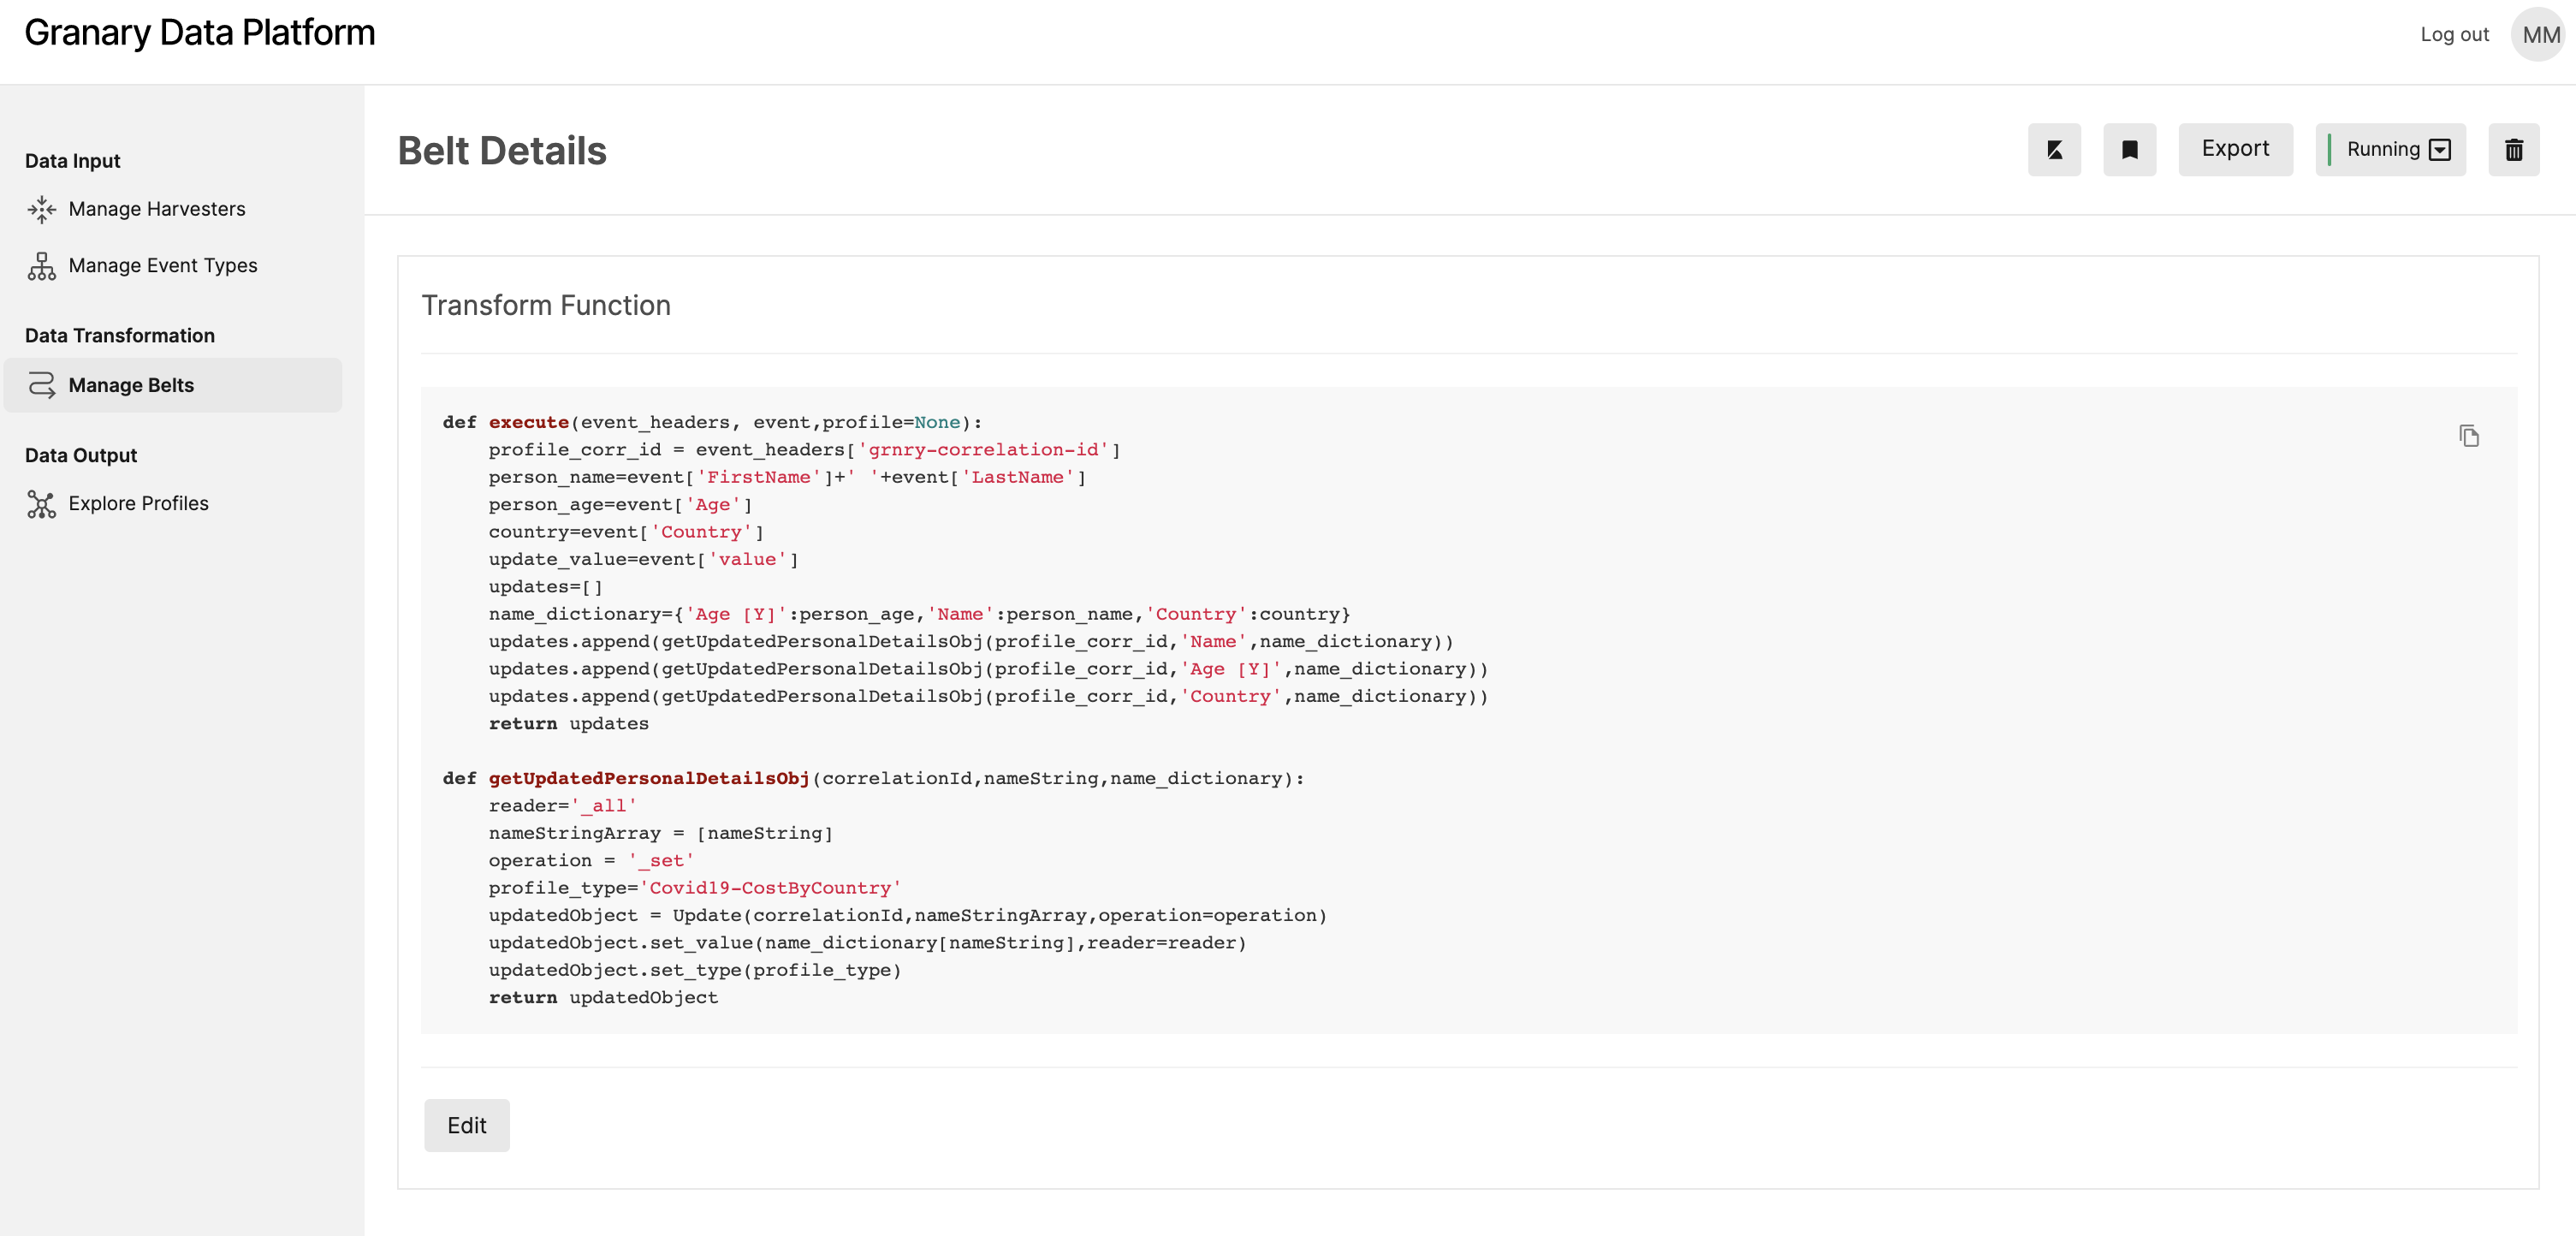 Granary Data Platform
Log out
MM
Data Input
Manage Harvesters
Manage Event Types
Data Transformation
Manage Belts
Data Output
Explore Profiles
Belt Details
Export
Running
Transform Function
def execute(event_headers, event,profile=None):
    profile_corr_id = event_headers['grnry-correlation-id']
    person_name=event['FirstName']+' '+event['LastName']
    person_age=event['Age']
    country=event['Country']
    update_value=event['value']
    updates=[]
    name_dictionary={'Age [Y]':person_age,'Name':person_name,'Country':country}
    updates.append(getUpdatedPersonalDetailsObj(profile_corr_id,'Name',name_dictionary))
    updates.append(getUpdatedPersonalDetailsObj(profile_corr_id,'Age [Y]',name_dictionary))
    updates.append(getUpdatedPersonalDetailsObj(profile_corr_id,'Country',name_dictionary))
    return updates
def getUpdatedPersonalDetailsObj(correlationId,nameString,name_dictionary):
    reader='_all'
    nameStringArray = [nameString]
    operation = '_set'
    profile_type='Covid19-CostByCountry'
    updatedObject = Update(correlationId,nameStringArray,operation=operation)
    updatedObject.set_value(name_dictionary[nameString],reader=reader)
    updatedObject.set_type(profile_type)
    return updatedObject
Edit